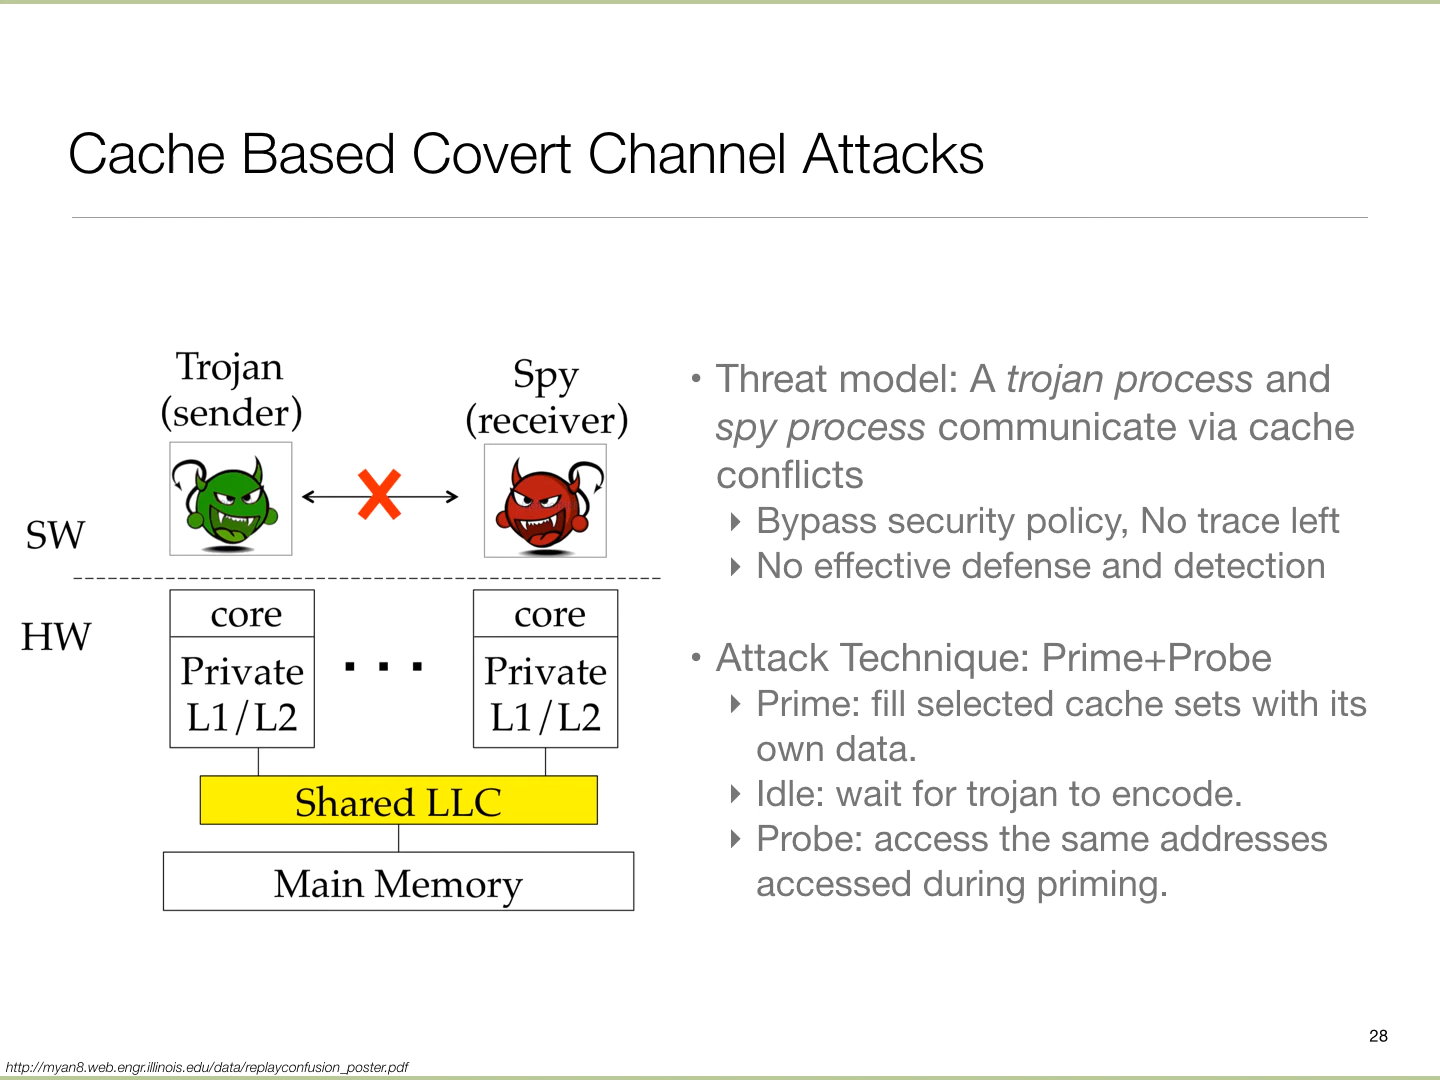 Cache Based Covert Channel Attacks
Trojan
(sender)
Spy
(receiver)
SW
HW
core
Private
L1/L2
. . .
core
Private
L1/L2
Shared LLC
Main Memory
• Threat model: A trojan process and
spy process communicate via cache
conflicts
‣ Bypass security policy, No trace left
‣ No effective defense and detection
• Attack Technique: Prime+Probe
‣ Prime: fill selected cache sets with its
own data.
‣ Idle: wait for trojan to encode.
‣ Probe: access the same addresses
accessed during priming.
28
http://myan8.web.engr.illinois.edu/data/replayconfusion_poster.pdf